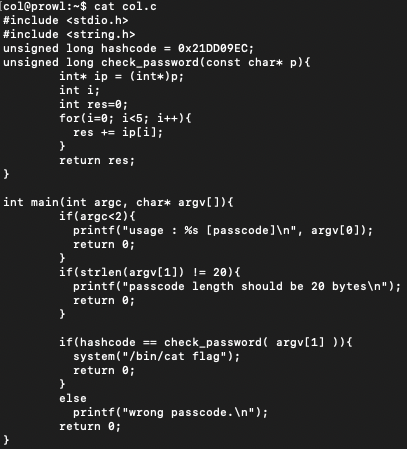 [col@prowl:~$ cat col.c
#include <stdio.h>
#include <string.h>
unsigned long hashcode = 0x21DD09EC;
unsigned long check_password(const char* p){
        int* ip = (int*)p;
        int i;
        int res=0;
        for(i=0; i<5; i++){
          res += ip[i];
        }
        return res;
}

int main(int argc, char* argv[]){
        if(argc<2){
          printf("usage : %s [passcode]\n", argv[0]);
          return 0;
        }
        if(strlen(argv[1]) != 20){
          printf("passcode length should be 20 bytes\n");
          return 0;
        }

        if(hashcode == check_password( argv[1] )){
          system("/bin/cat flag");
          return 0;
        }
        else
          printf("wrong passcode.\n");
        return 0;
}